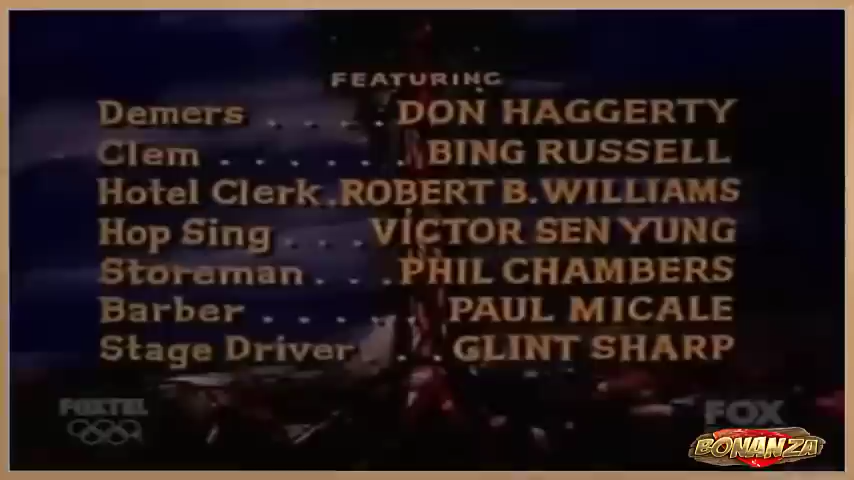 FEATURING
Demers . . . . DON HAGGERTY
Clem . . . . . . BING RUSSELL
Hotel Clerk . ROBERT B. WILLIAMS
Hop Sing . . . VICTOR SEN YUNG
Storeman . . . PHIL CHAMBERS
Barber . . . . . PAUL MICALE
Stage Driver . . GLINT SHARP
FOXTEL
FOX
BONANZA